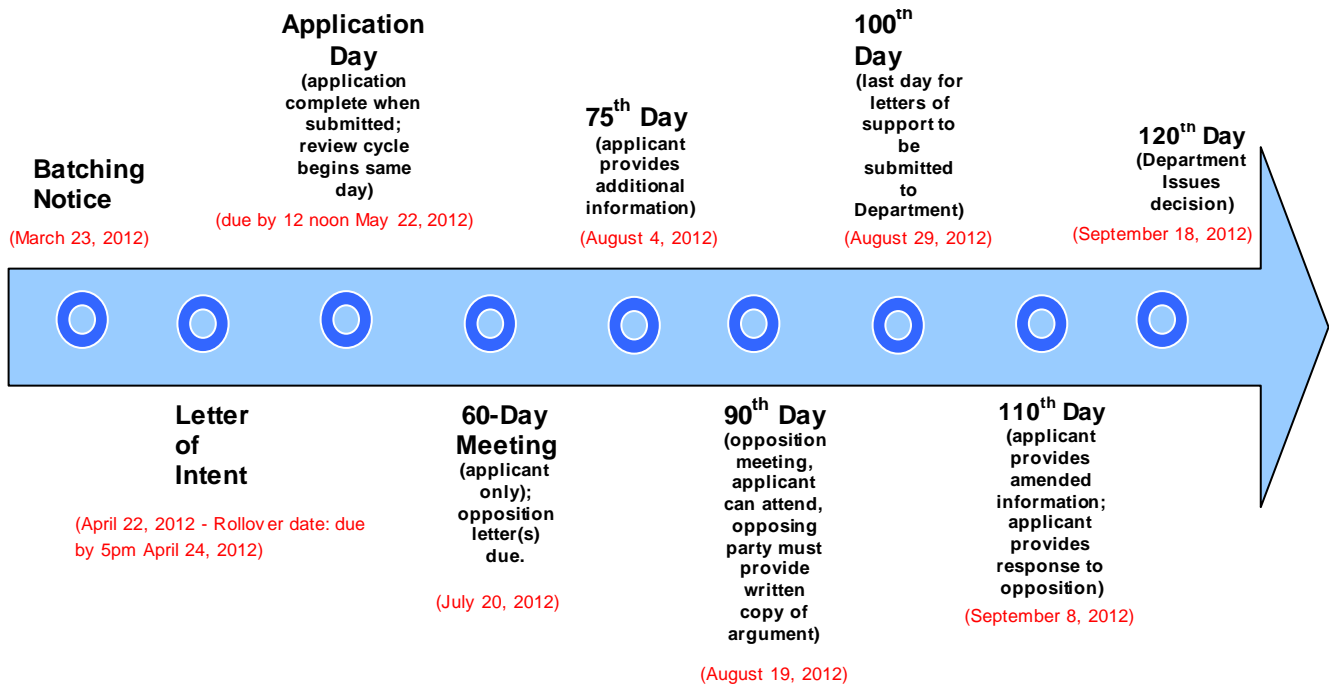 Batching
Notice
(March 23, 2012)
Letter
of
Intent
(April 22, 2012 - Rollover date: due
by 5pm April 24, 2012)
Application
Day
(application
complete when
submitted;
review cycle
begins same
day)
(due by 12 noon May 22, 2012)
60-Day
Meeting
(applicant
only);
opposition
letter(s)
due.
(July 20, 2012)
75th Day
(applicant
provides
additional
information)
(August 4, 2012)
90th Day
(opposition
meeting,
applicant
can attend,
opposing
party must
provide
written
copy of
argument)
(August 19, 2012)
100th
Day
(last day for
letters of
support to
be
submitted
to
Department)
(August 29, 2012)
110th Day
(applicant
provides
amended
information;
applicant
provides
response to
opposition)
(September 8, 2012)
120th Day
(Department
Issues
decision)
(September 18, 2012)